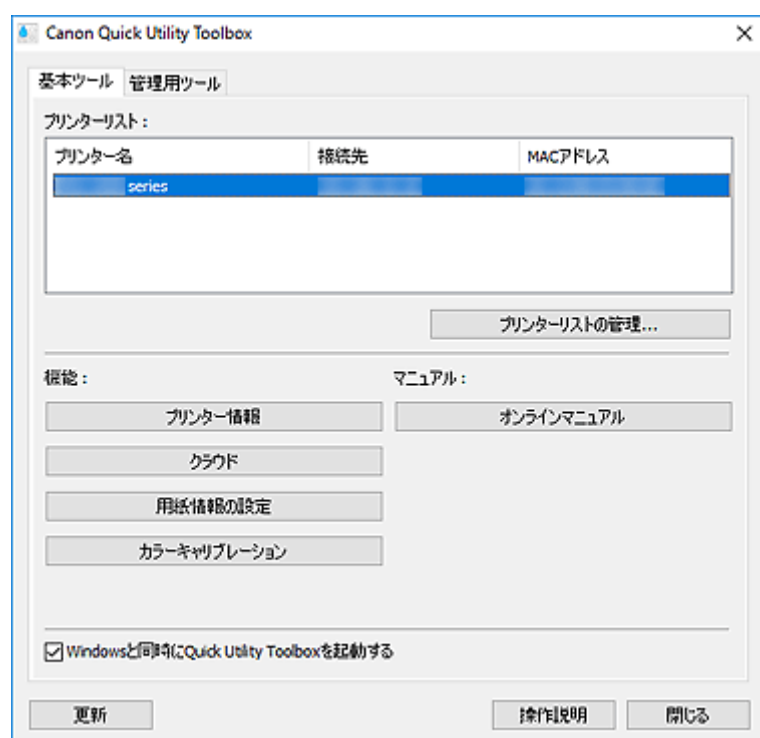 Canon Quick Utility Toolbox
基本ツール 管理用ツール
プリンターリスト：
プリンター名 接続先 MACアドレス
series
プリンターリストの管理...
機能： マニュアル：
プリンター情報 オンラインマニュアル
クラウド
用紙情報の設定
カラーキャリブレーション
Windowsと同時にQuick Utility Toolboxを起動する
更新 操作説明 閉じる